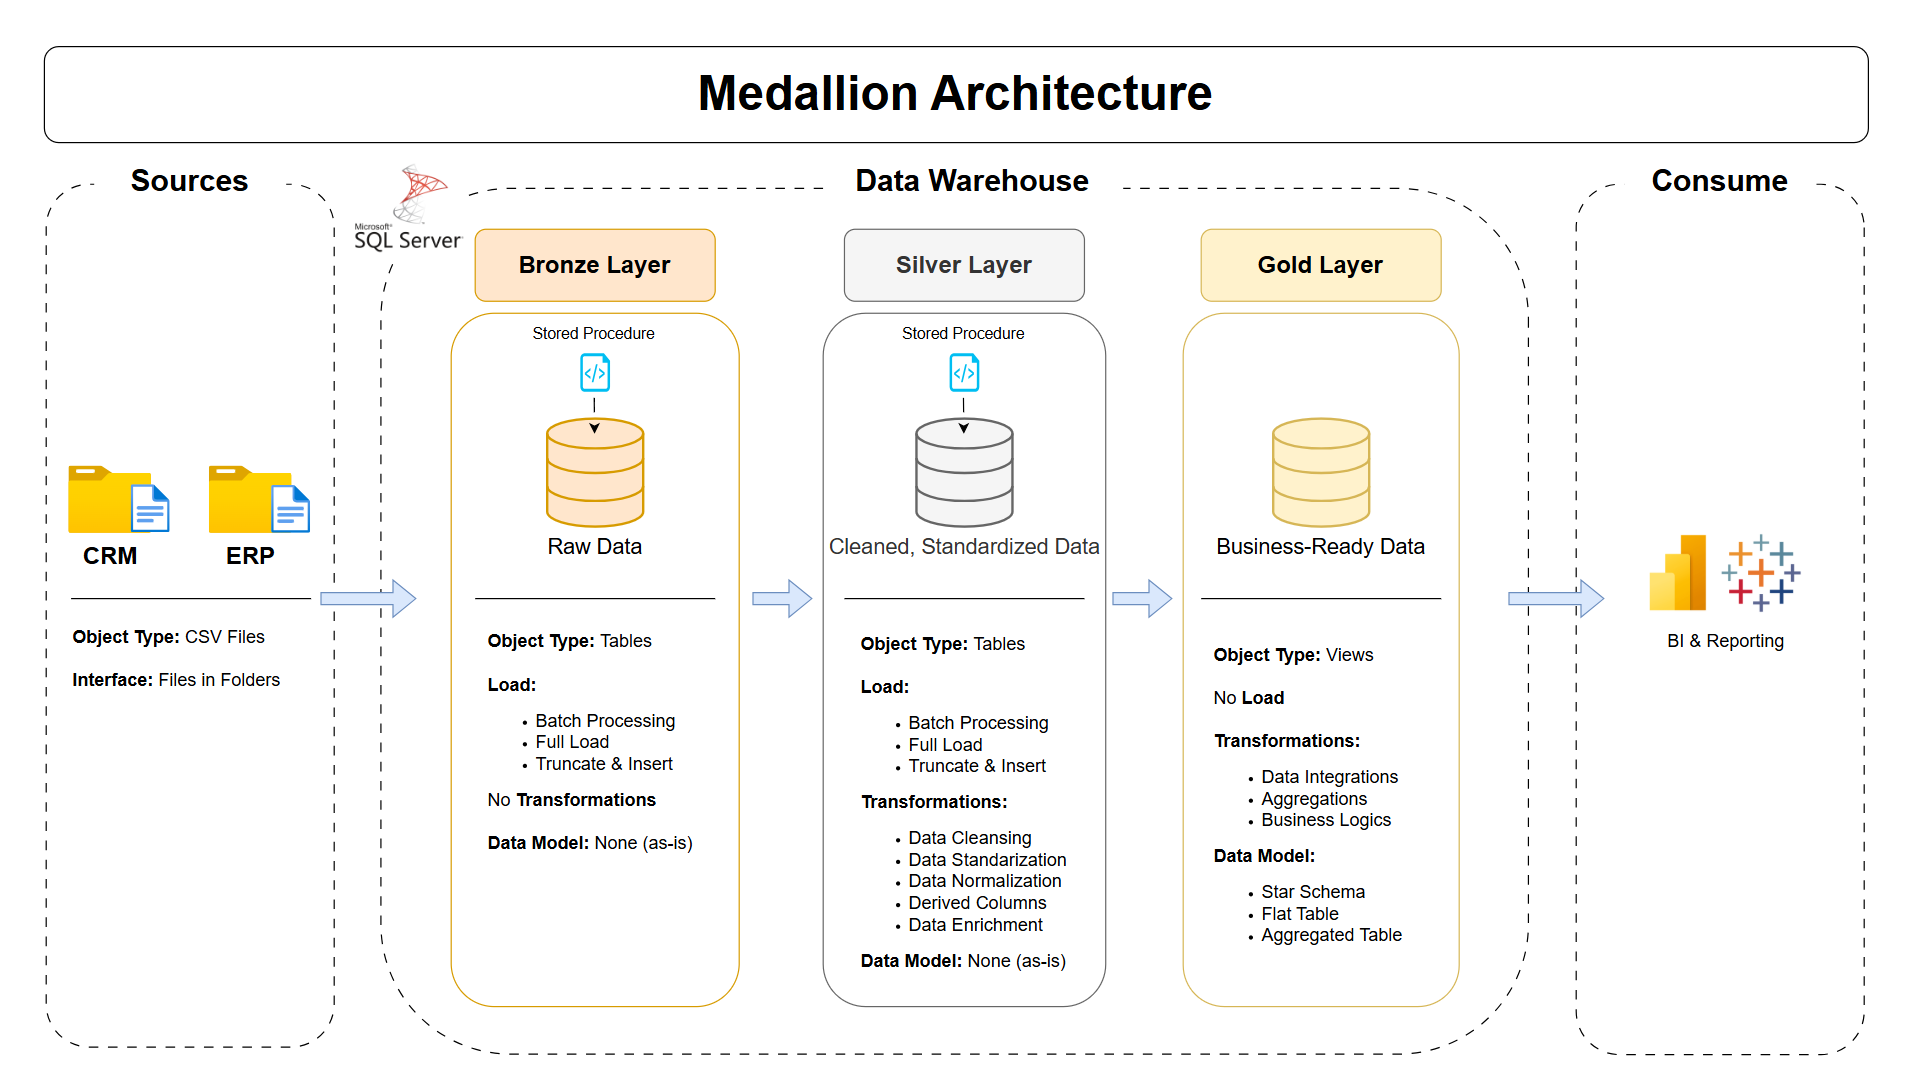 Medallion Architecture
Sources
CRM
ERP
Object Type: CSV Files
Interface: Files in Folders
Microsoft®
SQL Server
Data Warehouse
Bronze Layer
Stored Procedure
</>
Raw Data
Object Type: Tables
Load:
• Batch Processing
• Full Load
• Truncate & Insert
No Transformations
Data Model: None (as-is)
Silver Layer
Stored Procedure
</>
Cleaned, Standardized Data
Object Type: Tables
Load:
• Batch Processing
• Full Load
• Truncate & Insert
Transformations:
• Data Cleansing
• Data Standarization
• Data Normalization
• Derived Columns
• Data Enrichment
Data Model: None (as-is)
Gold Layer
Business-Ready Data
Object Type: Views
No Load
Transformations:
• Data Integrations
• Aggregations
• Business Logics
Data Model:
• Star Schema
• Flat Table
• Aggregated Table
Consume
BI & Reporting